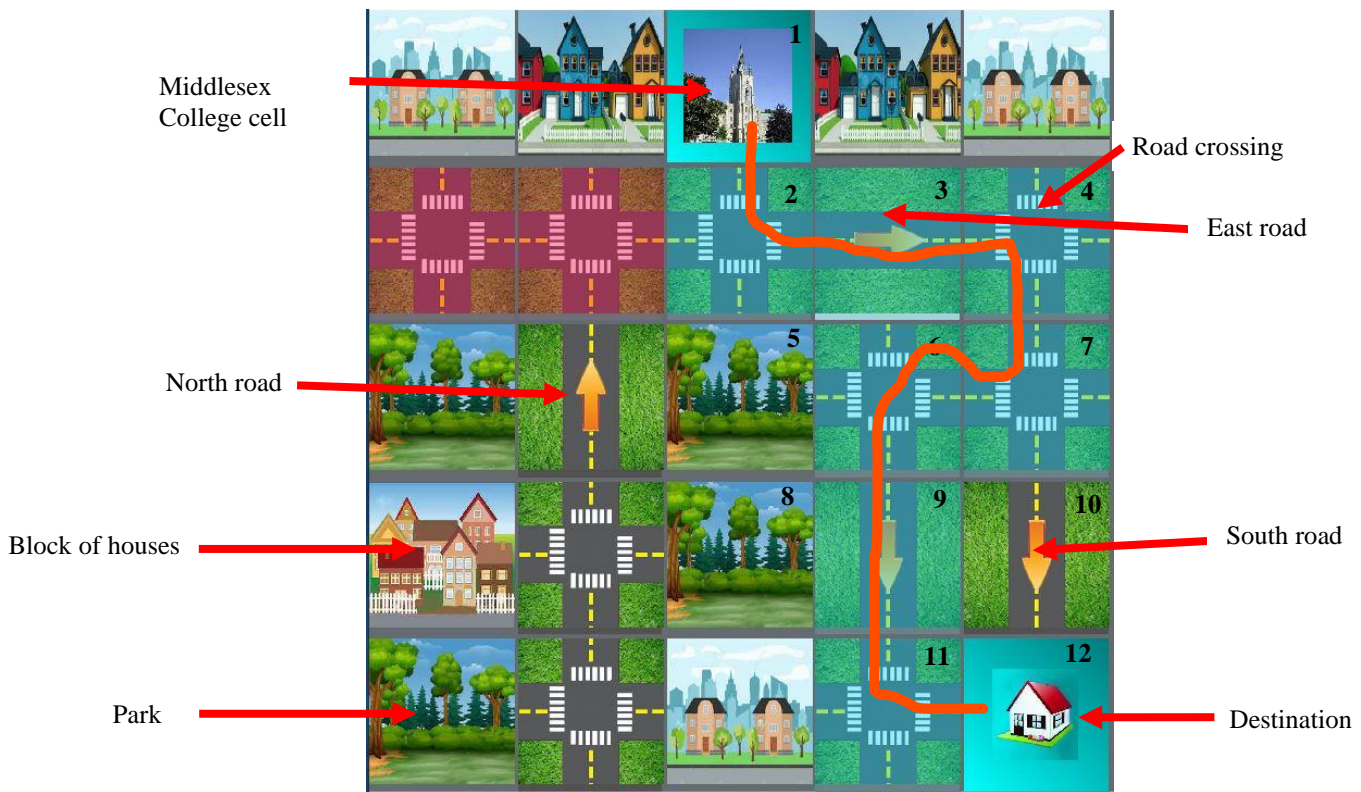 1
Middlesex
College cell
Road crossing
2
3
4
East road
5
6
7
North road
8
9
10
South road
Block of houses
11
12
Park
Destination